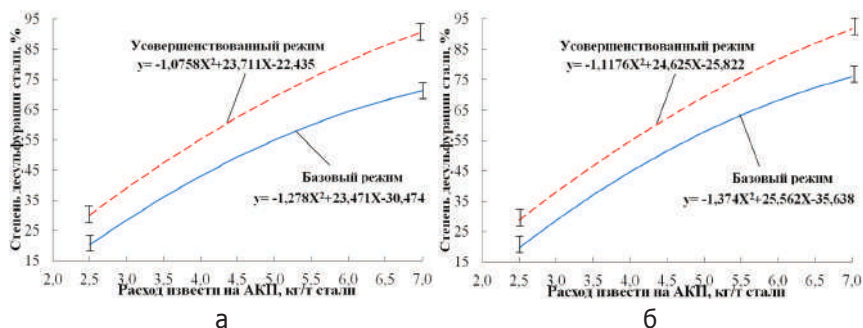 Степень десульфурации стали, %
95
85
75
65
55
45
35
25
15
Усовершенствованный режим
y= -1,0758X²+23,711X-22,435
Базовый режим
y= -1,278X²+23,471X-30,474
2,0 2,5 3,0 3,5 4,0 4,5 5,0 5,5 6,0 6,5 7,0
Расход извести на АКП, кг/т стали
а
Степень десульфурации стали, %
95
85
75
65
55
45
35
25
15
Усовершенствованный режим
y= -1,1176X²+24,625X-25,822
Базовый режим
y= -1,374X²+25,562X-35,638
2,0 2,5 3,0 3,5 4,0 4,5 5,0 5,5 6,0 6,5 7,0
Расход извести на АКП, кг/т стали
б